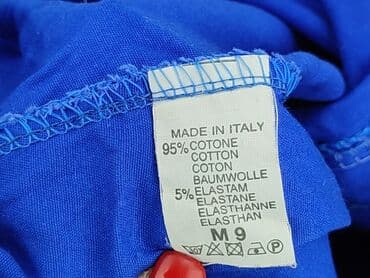 MADE IN ITALY
95% COTONE
COTTON
COTON
BAUMWOLLE
5% ELASTAM
ELASTANE
ELASTHANNE
ELASTHAN
M 9